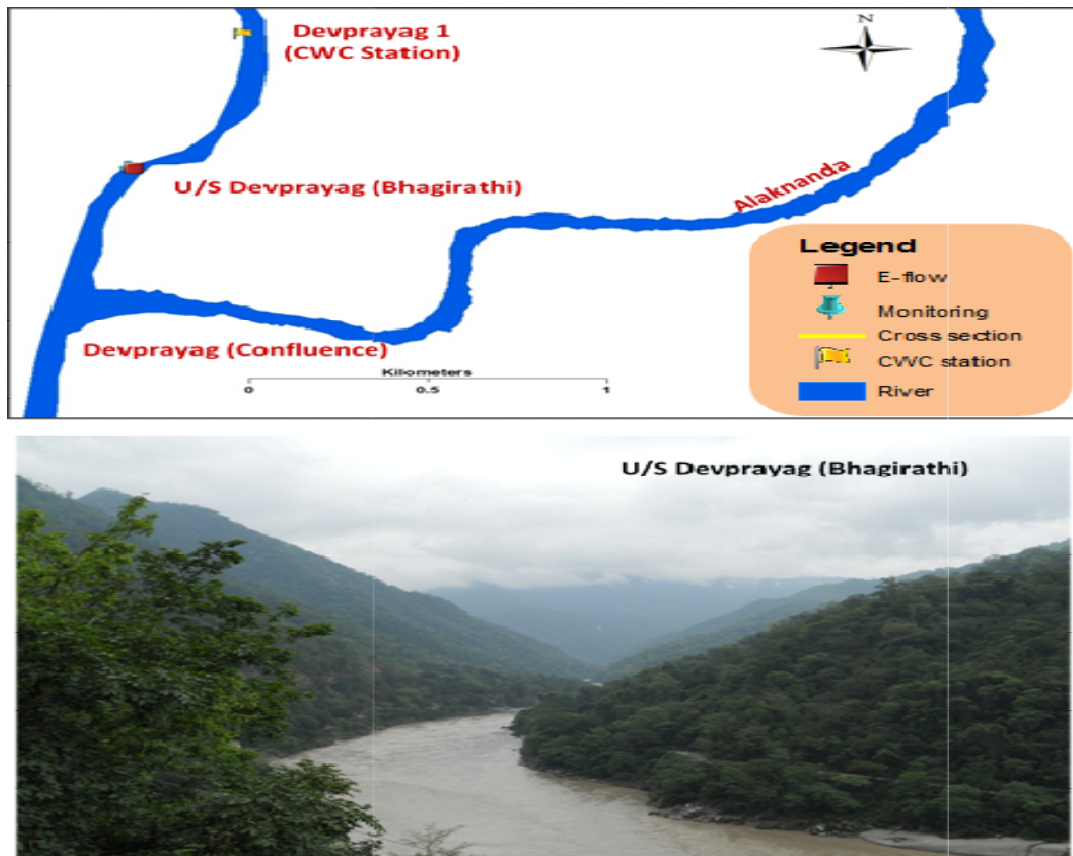 Devprayag 1
(CWC Station)
N
U/S Devprayag (Bhagirathi)
Alaknanda
Devprayag (Confluence)
Kilometers
0 0.5 1
Legend
E-flow
Monitoring
Cross section
CWC station
River
U/S Devprayag (Bhagirathi)